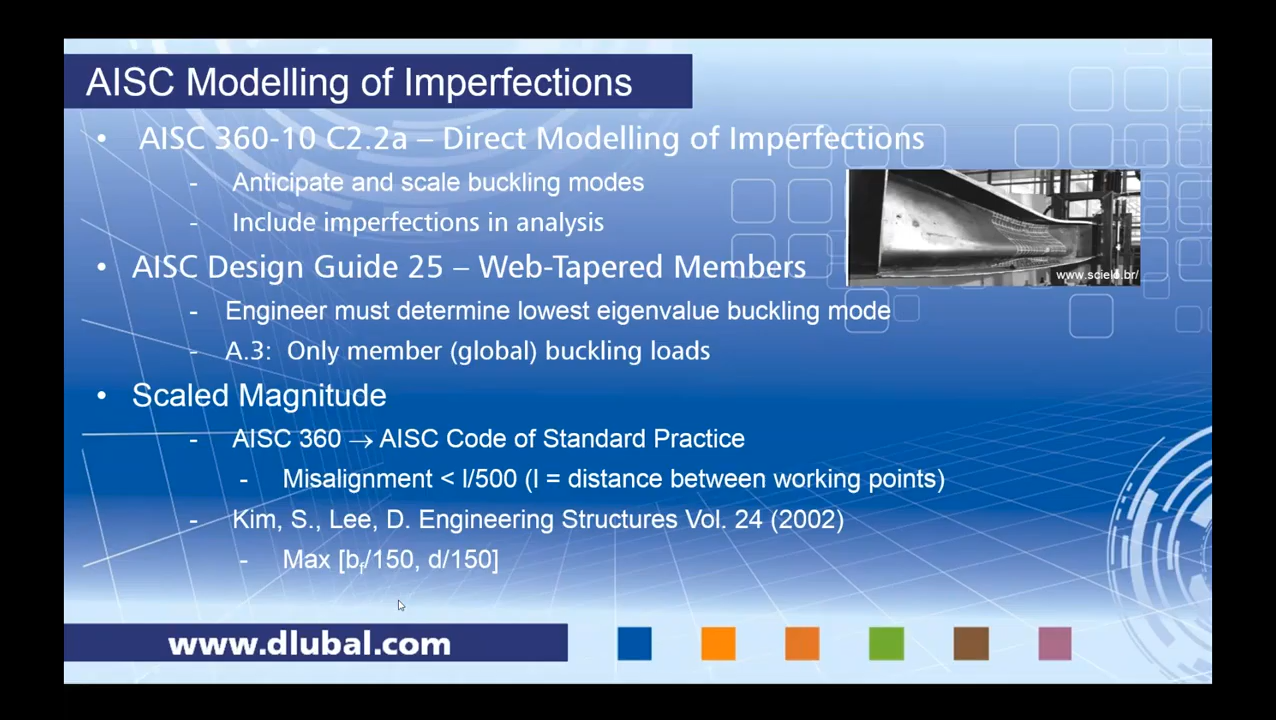 AISC Modelling of Imperfections
• AISC 360-10 C2.2a – Direct Modelling of Imperfections
- Anticipate and scale buckling modes
- Include imperfections in analysis
• AISC Design Guide 25 – Web-Tapered Members
www.scielo.br/
- Engineer must determine lowest eigenvalue buckling mode
- A.3: Only member (global) buckling loads
• Scaled Magnitude
- AISC 360 → AISC Code of Standard Practice
- Misalignment < l/500 (l = distance between working points)
- Kim, S., Lee, D. Engineering Structures Vol. 24 (2002)
- Max [bf/150, d/150]
www.dlubal.com